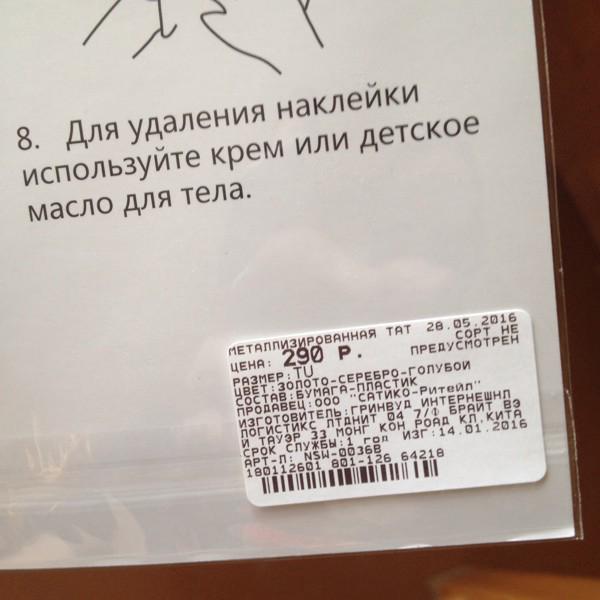 8. Для удаления наклейки
используйте крем или детское
масло для тела.
МЕТАЛЛИЗИРОВАННАЯ ТАТ 28.05.2016
ЦЕНА: 290 Р. СОРТ НЕ
ПРЕДУСМОТРЕН
РАЗМЕР:TU
ЦВЕТ:ЗОЛОТО-СЕРЕБРО-ГОЛУБОЙ
СОСТАВ:БУМАГА-ПЛАСТИК
ПРОДАВЕЦ:ООО "САТИКО-Ритейл"
ИЗГОТОВИТЕЛЬ:ГРИНВУД ИНТЕРНЕШНЛ
ЛОГИСТИКС ЛТДНИТ 04 7/Ф БРАИТ ВЭ
И ТАУЭР 33 МОНГ КОН РОАД КЛ,КИТА
СРОК СЛУЖБЫ:1 год ИЗГ:14.01.2016
АРТ-Л: NSW-0036B
180112601 801-126 64218